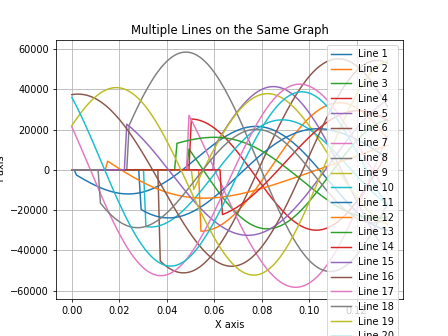 Multiple Lines on the Same Graph
60000
40000
20000
0
−20000
−40000
−60000
0.00
0.02
0.04
0.06
0.08
0.10
X axis
axis
Line 1
Line 2
Line 3
Line 4
Line 5
Line 6
Line 7
Line 8
Line 9
Line 10
Line 11
Line 12
Line 13
Line 14
Line 15
Line 16
Line 17
Line 18
Line 19
Line 20